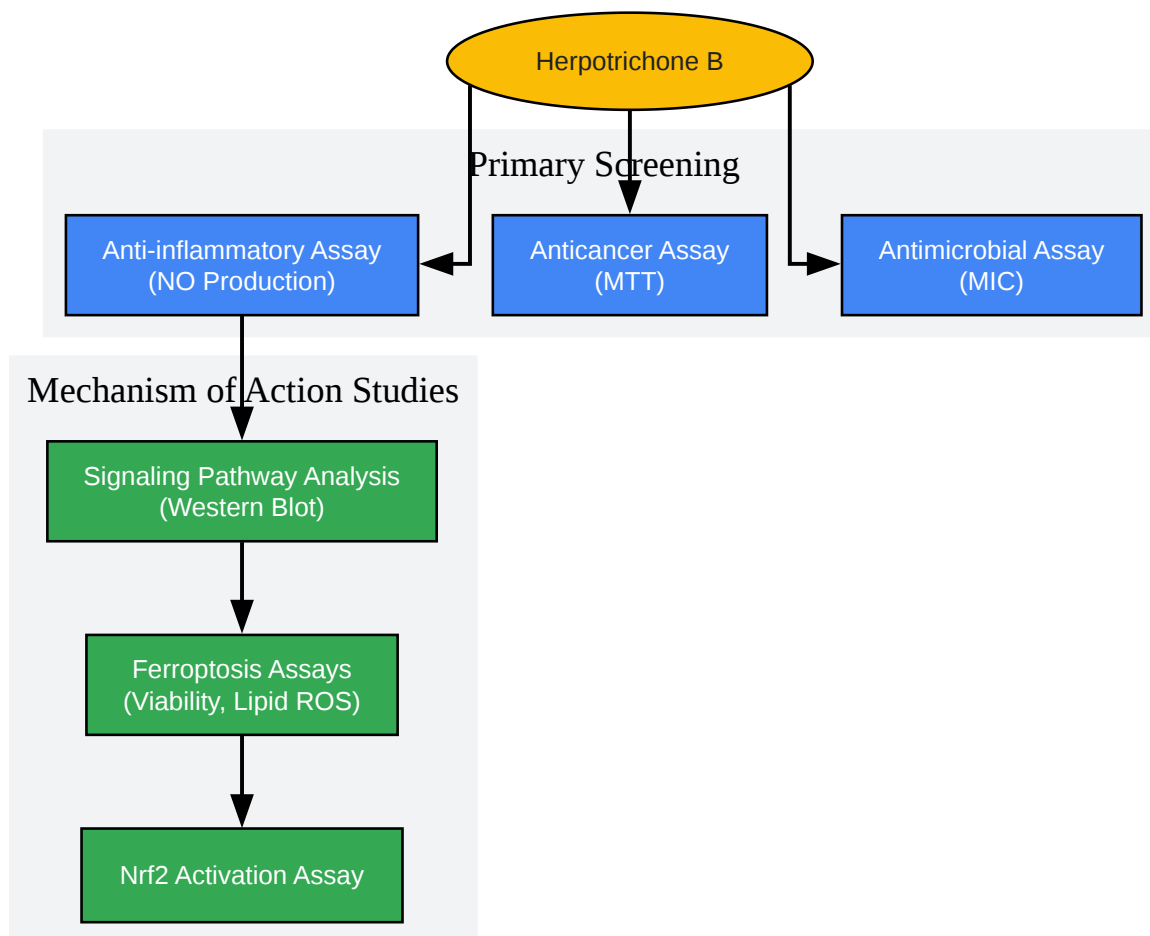 Herpotrichone B
Primary Screening
Anti-inflammatory Assay
(NO Production)
Anticancer Assay
(MTT)
Antimicrobial Assay
(MIC)
Mechanism of Action Studies
Signaling Pathway Analysis
(Western Blot)
Ferroptosis Assays
(Viability, Lipid ROS)
Nrf2 Activation Assay